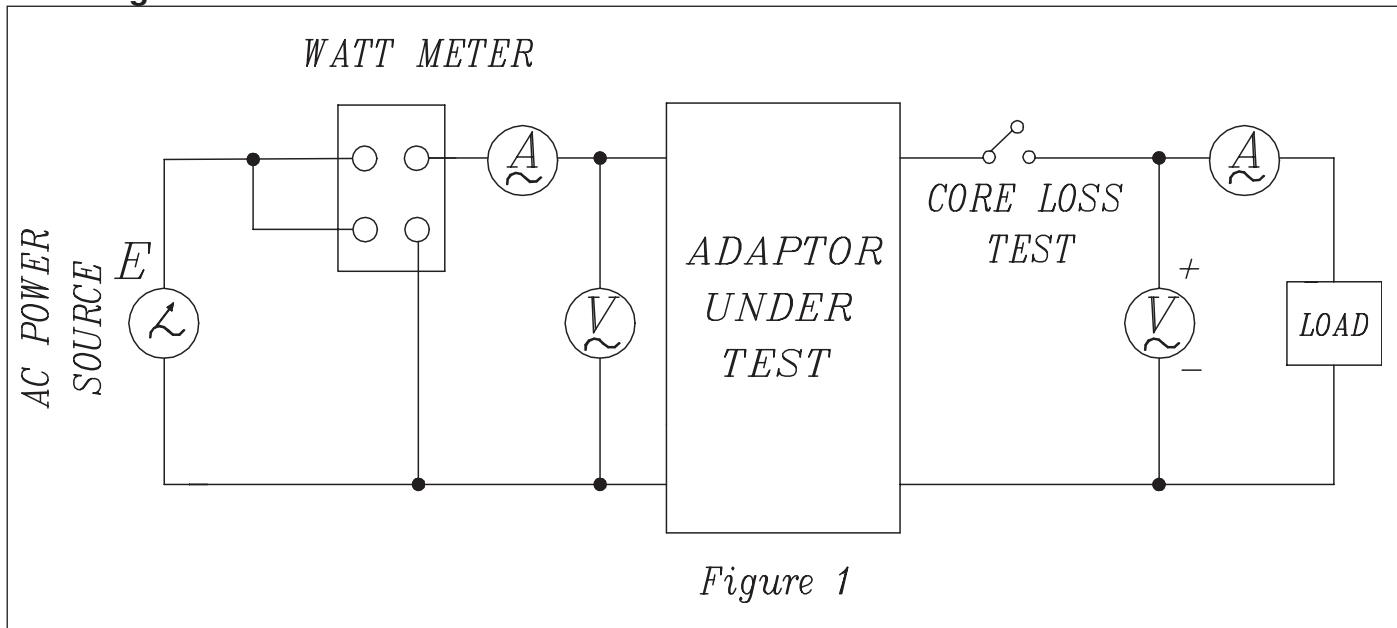 WATT METER
AC POWER
SOURCE
E
A
V
ADAPTOR
UNDER
TEST
CORE LOSS
TEST
A
V
+
−
LOAD
Figure 1